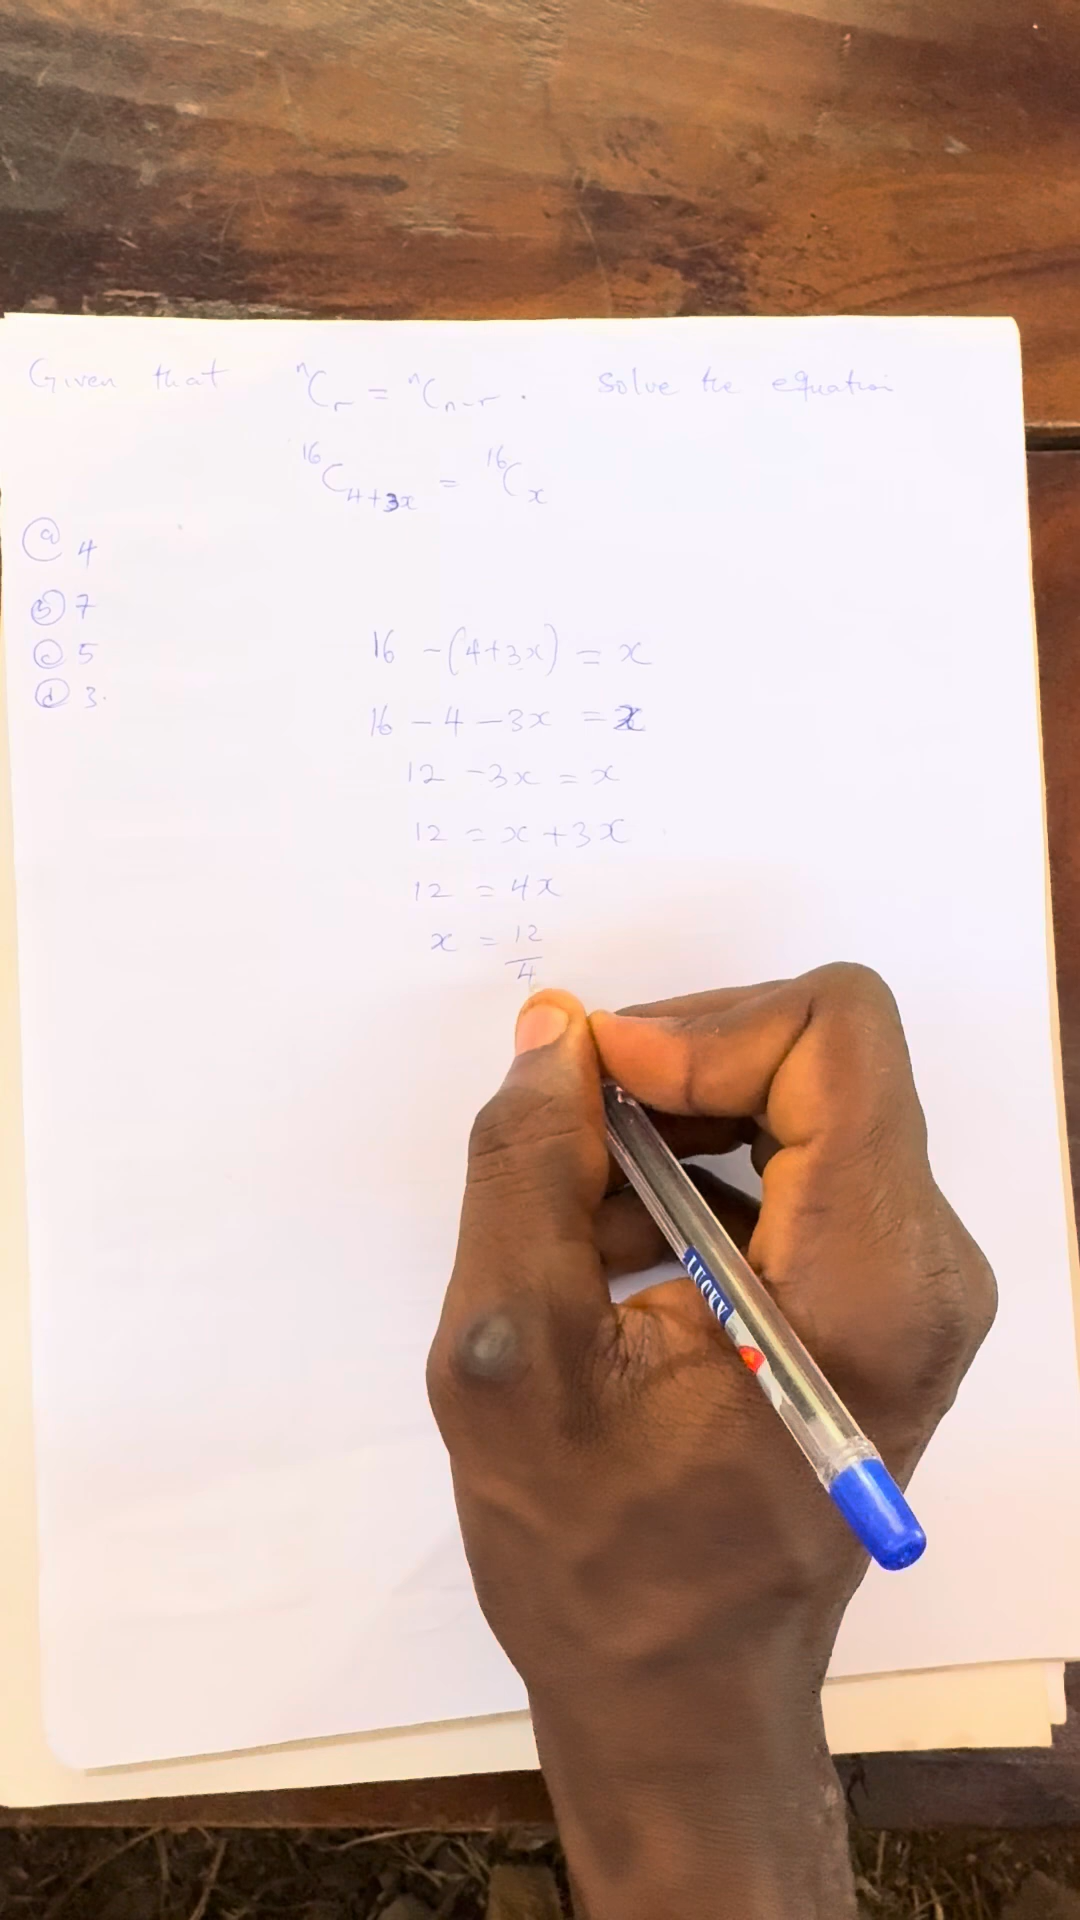 Given that ⁿCᵣ = ⁿCₙ₋ᵣ. Solve the equation
¹⁶C₄₊₃ₓ = ¹⁶Cₓ
(a) 4
(b) 7
(c) 5
(d) 3.
16 - (4+3x) = x
16 - 4 - 3x = x
12 - 3x = x
12 = x + 3x
12 = 4x
x = 12/4
LUCKY